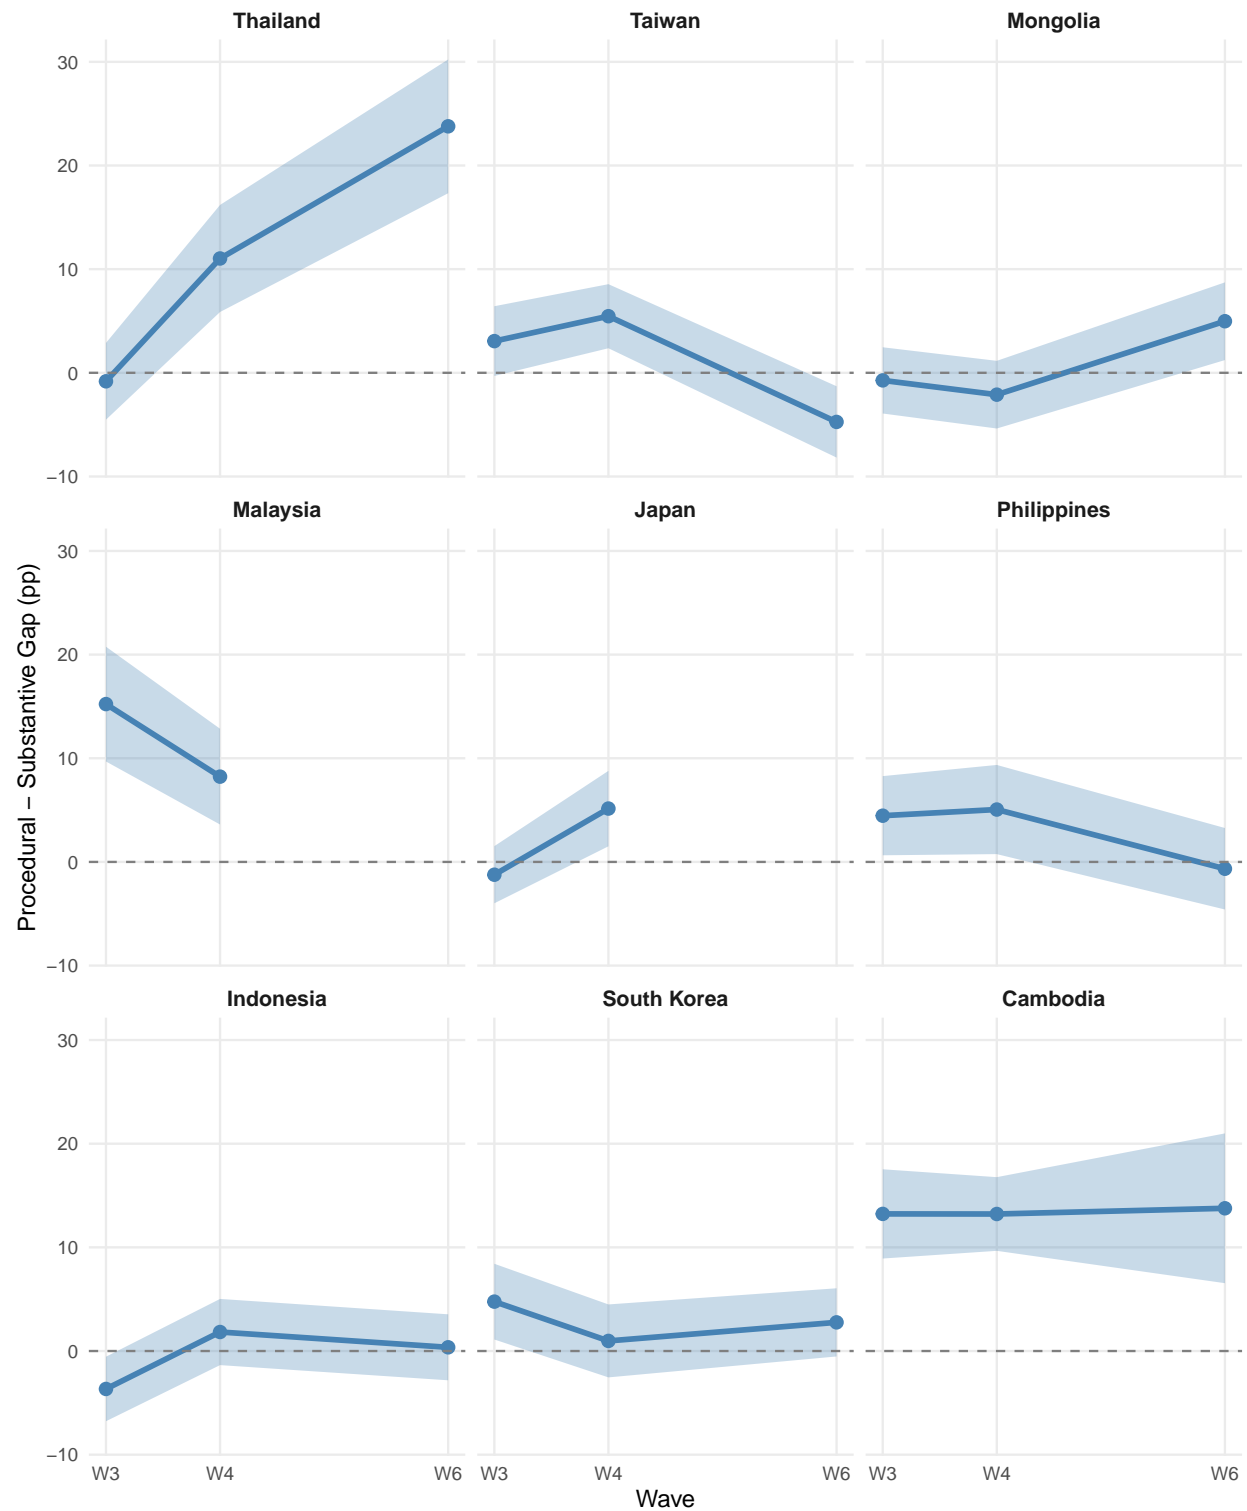 Thailand
Taiwan
Mongolia
30
20
10
0
−10
Malaysia
Japan
Philippines
30
20
10
0
−10
Procedural − Substantive Gap (pp)
Indonesia
South Korea
Cambodia
30
20
10
0
−10
W3 W4 W6 W3 W4 W6 W3 W4 W6
Wave